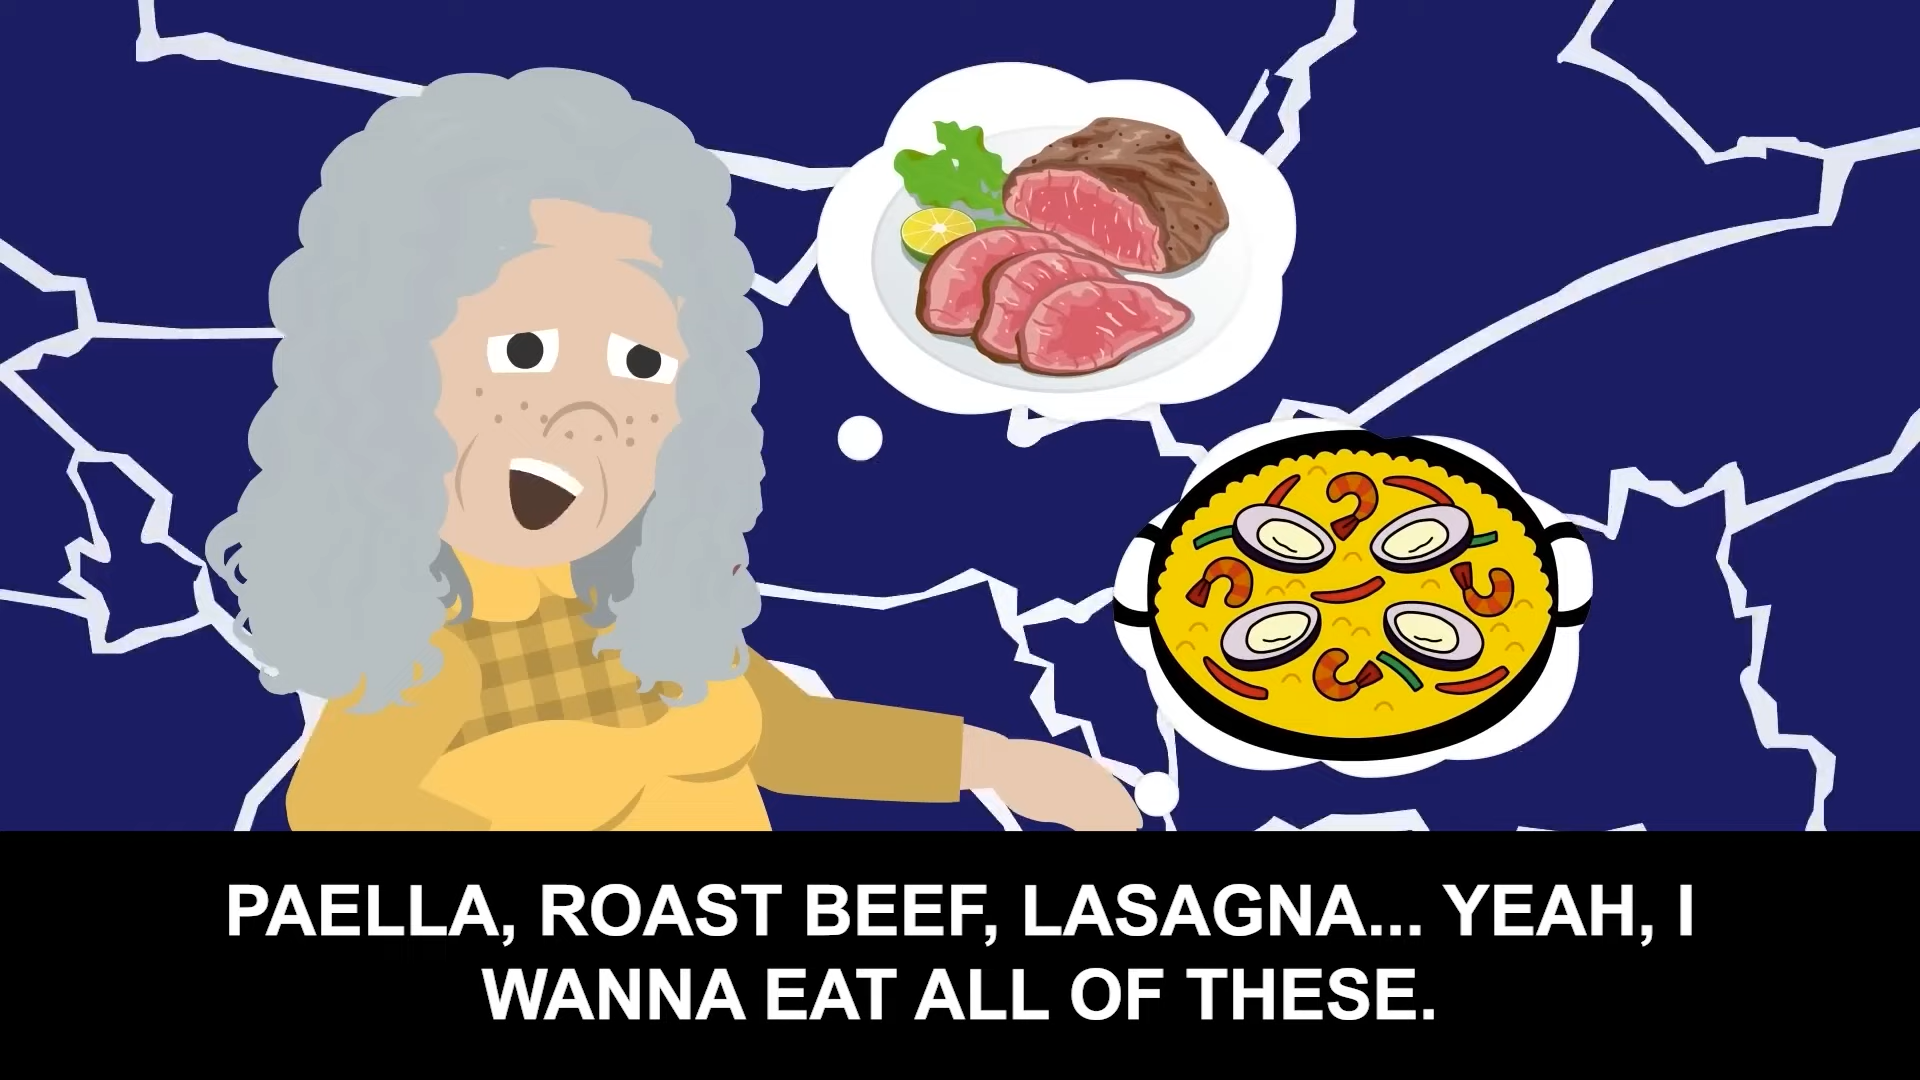 PAELLA, ROAST BEEF, LASAGNA... YEAH, I
WANNA EAT ALL OF THESE.